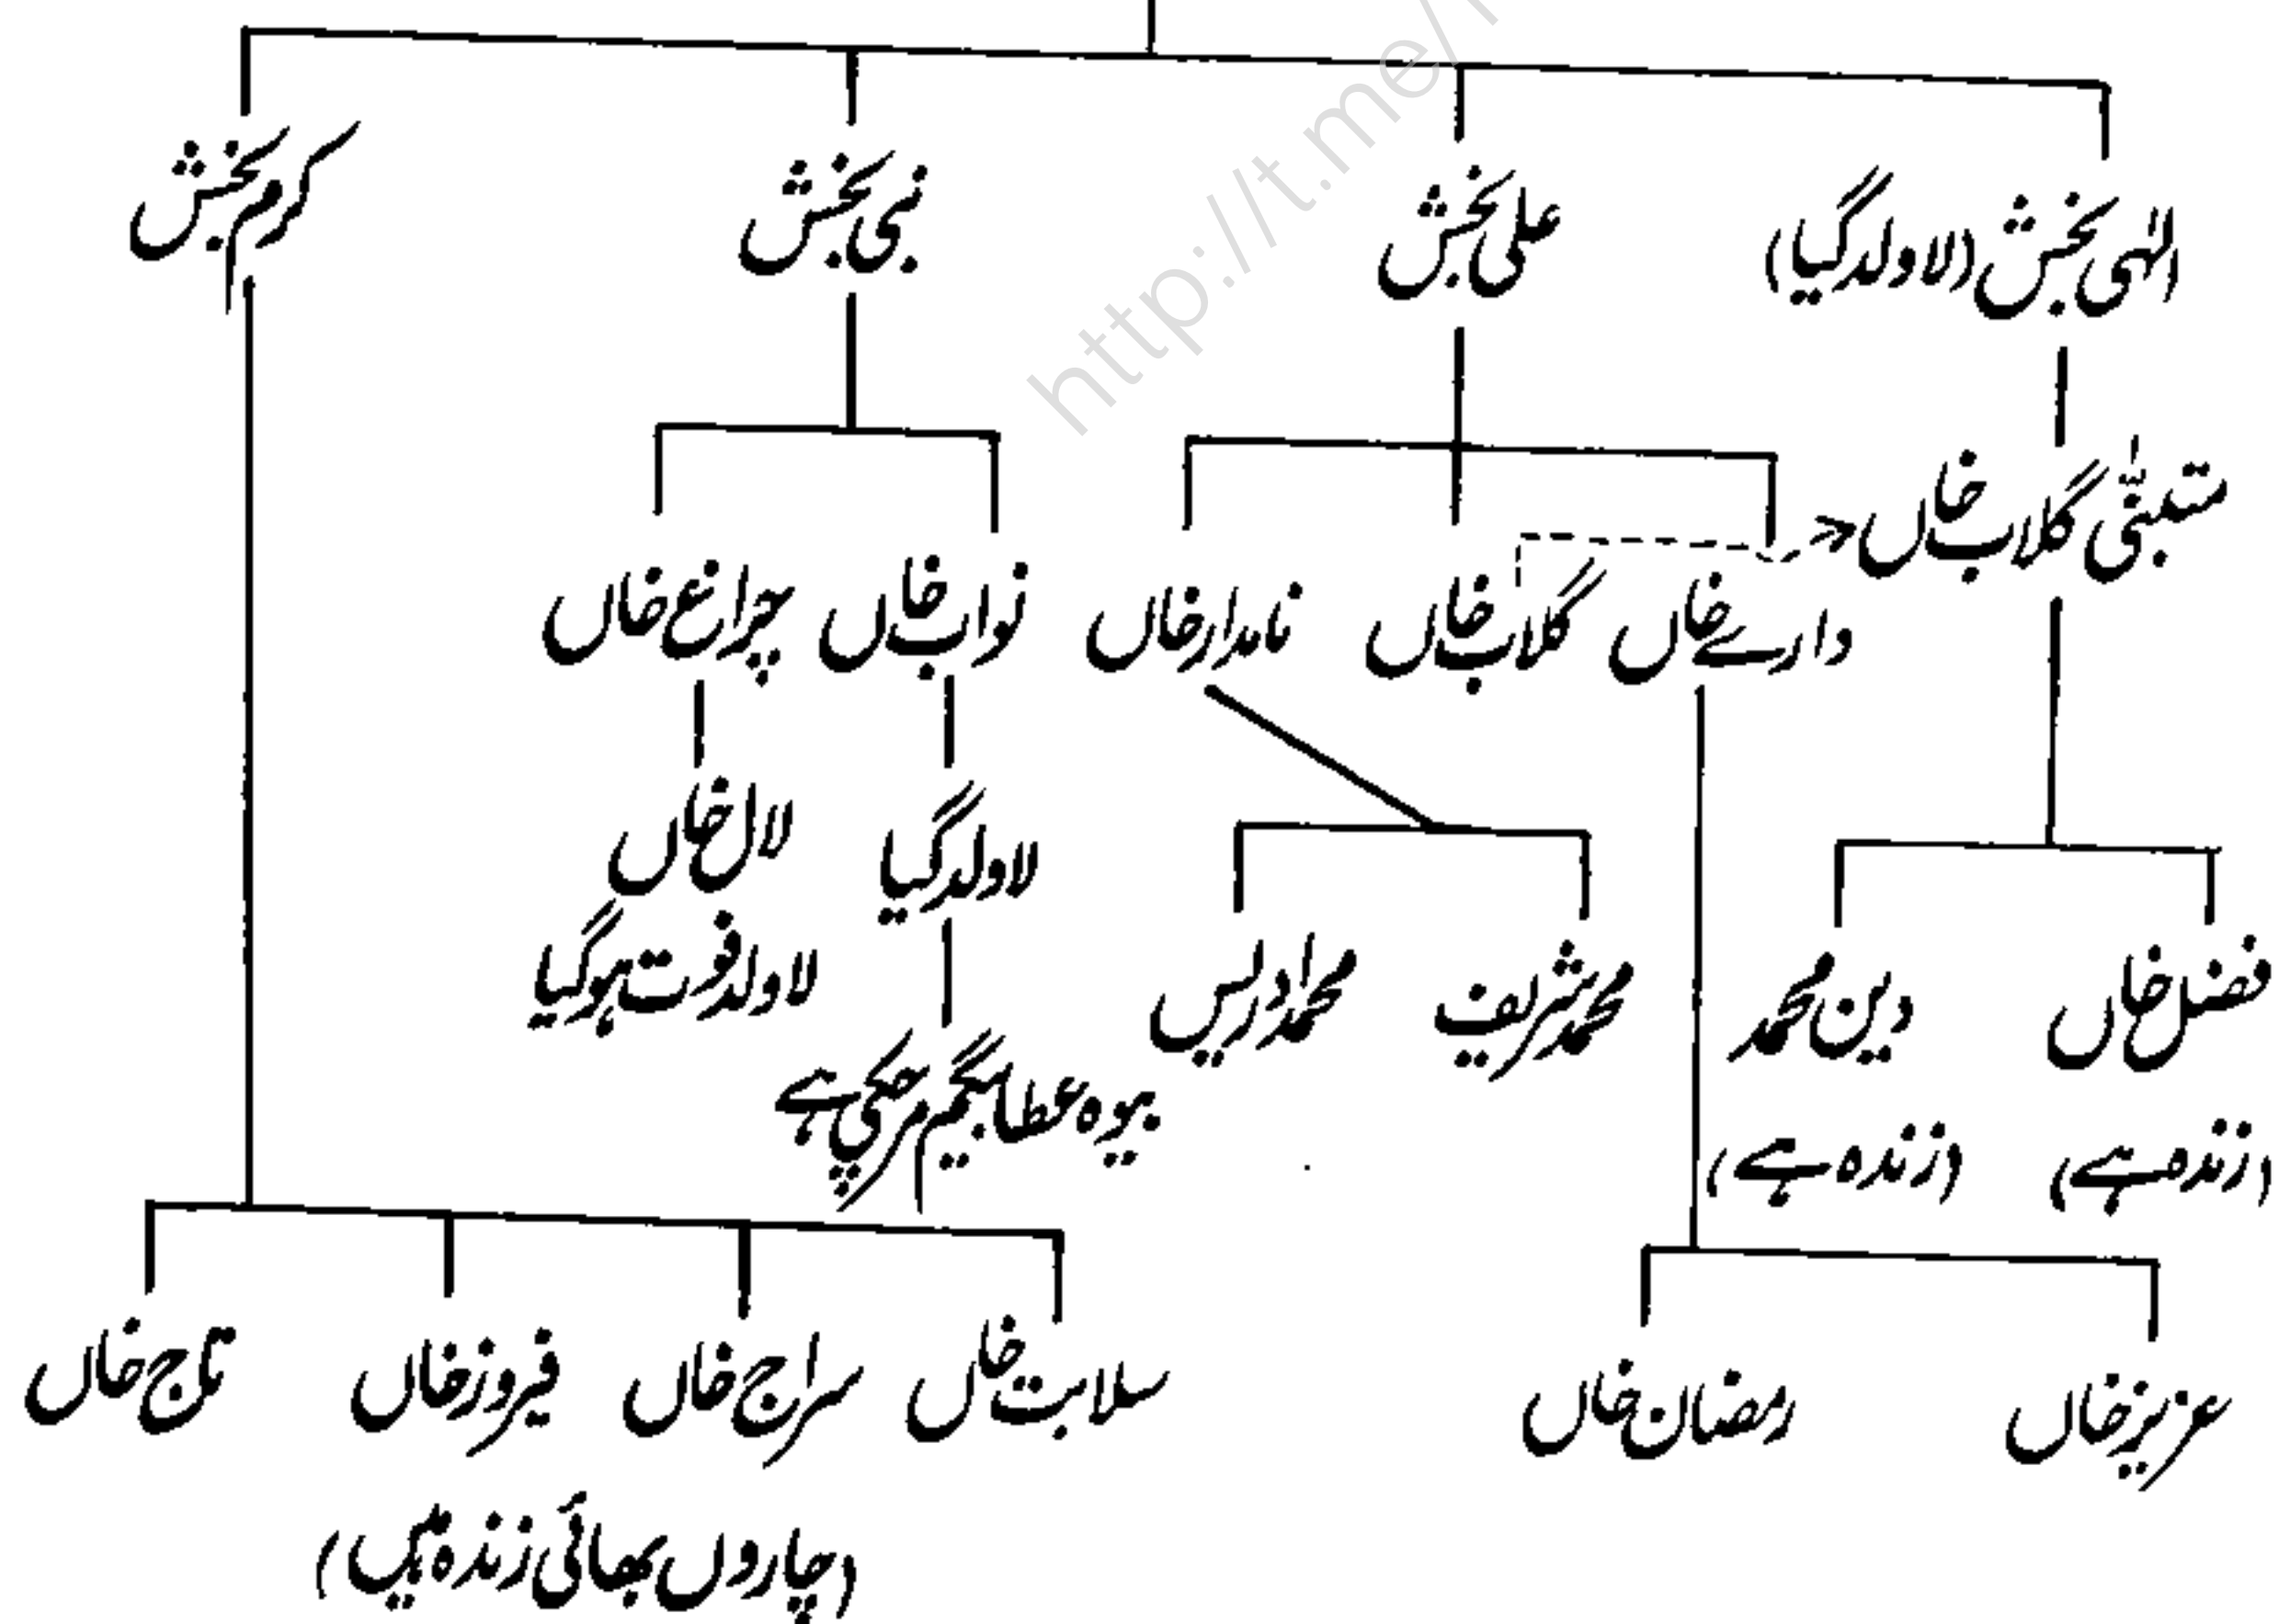 الٰہی بخش (لاولد گیا) علی بخش نبی بخش کرم بخش
متبنّٰی گلاب خاں
دارے خاں گلاب خاں نامدار خاں نواب خاں چراغ خاں
لاولد گیا لال خاں
لاولد فوت ہو گیا
فضل خاں دین محمد محمد شریف محمد ادریس
بیوہ عطا بیگم مر چکی ہے
(زندہ ہے) (زندہ ہے)
عزیز خاں رمضان خاں سلابت خاں سراج خاں فیروز خاں تاج خاں
(چاروں بھائی زندہ ہیں)
http://t.me/